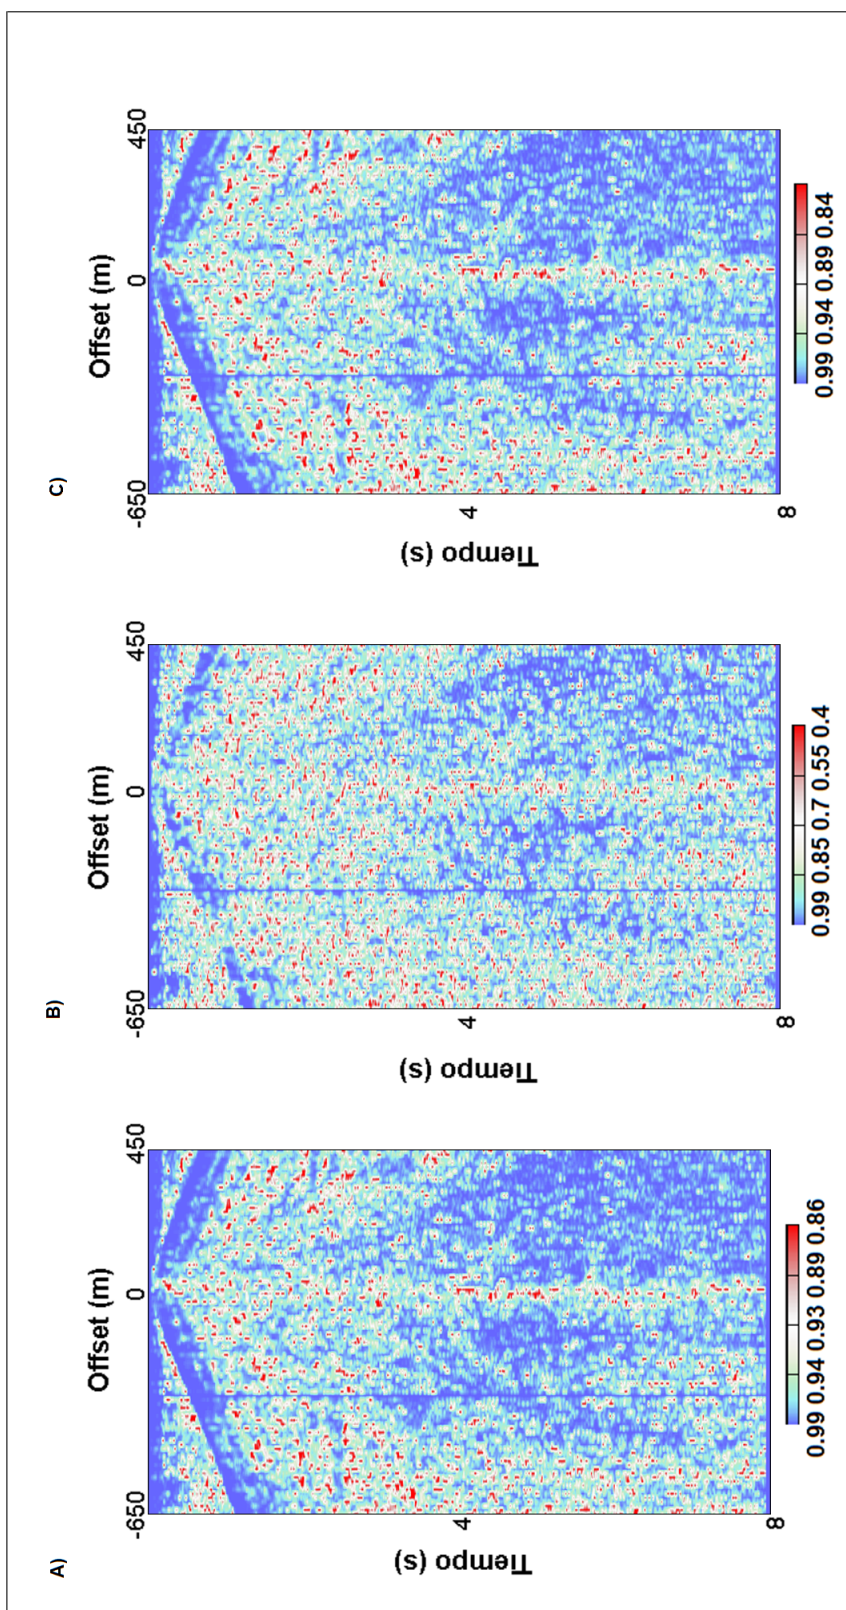 A)
Offset (m)
-650 0 450
Tiempo (s)
4
8
0.99 0.94 0.93 0.89 0.86
B)
Offset (m)
-650 0 450
Tiempo (s)
4
8
0.99 0.85 0.7 0.55 0.4
C)
Offset (m)
-650 0 450
Tiempo (s)
4
8
0.99 0.94 0.89 0.84